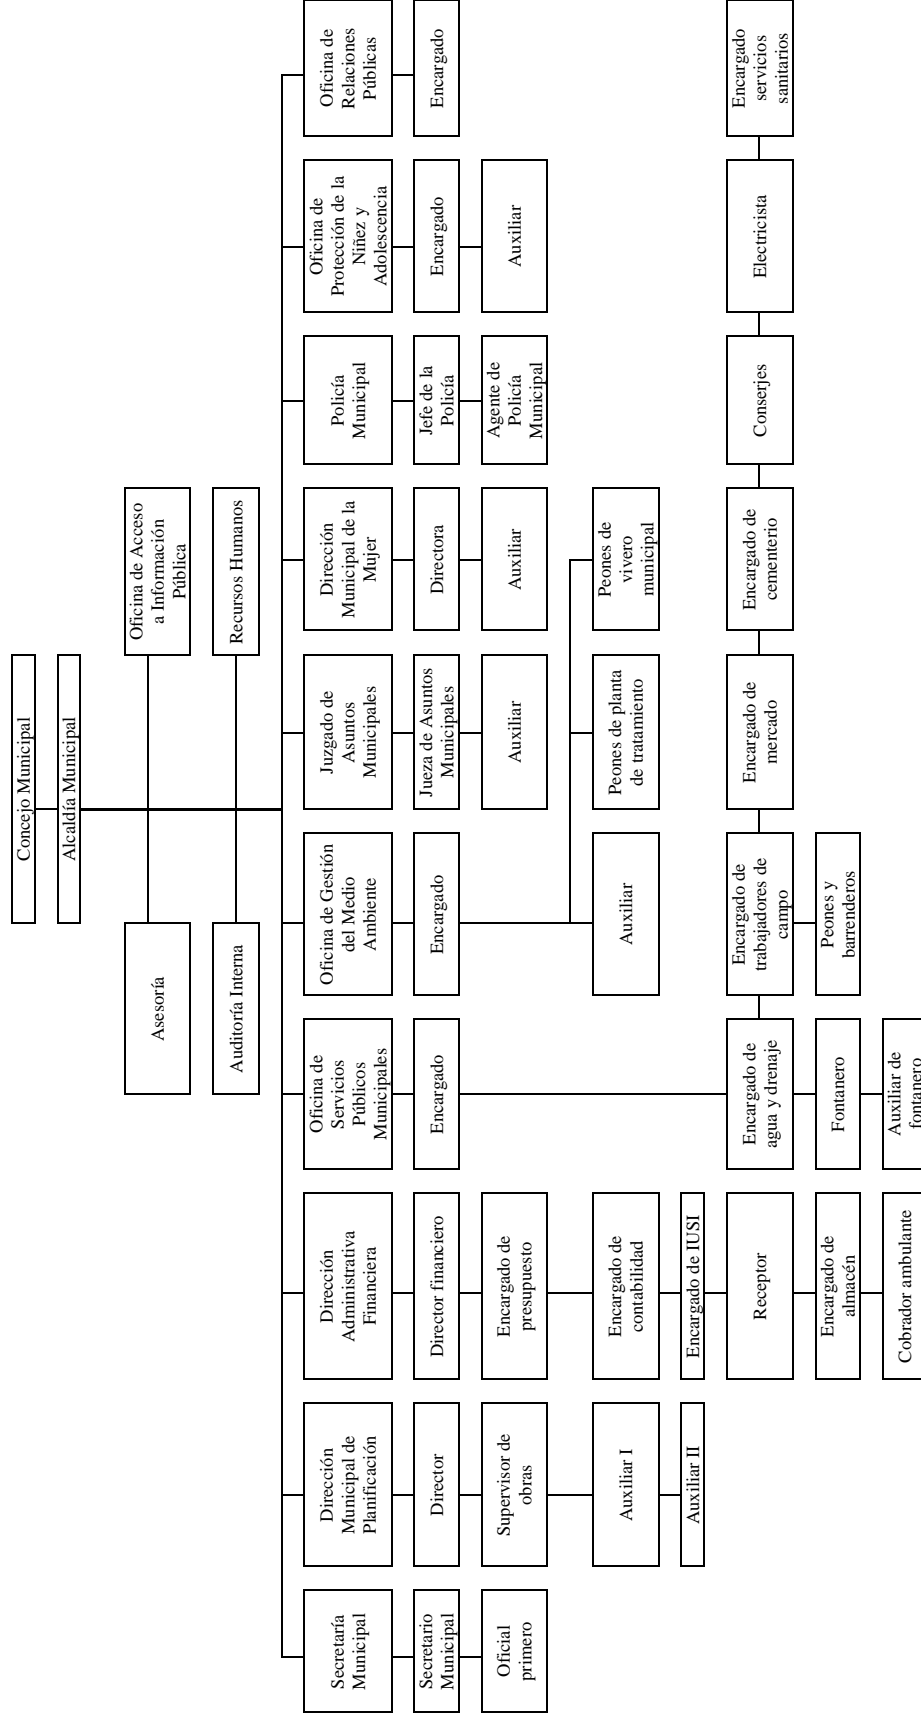 Concejo Municipal
Alcaldía Municipal
Asesoría
Oficina de Acceso
a Información
Pública
Auditoría Interna
Recursos Humanos
Secretaría
Municipal
Dirección
Municipal de
Planificación
Dirección
Administrativa
Financiera
Oficina de
Servicios
Públicos
Municipales
Oficina de Gestión
del Medio
Ambiente
Juzgado de
Asuntos
Municipales
Dirección
Municipal de la
Mujer
Policía
Municipal
Oficina de
Protección de la
Niñez y
Adolescencia
Oficina de
Relaciones
Públicas
Secretario
Municipal
Director
Director financiero
Encargado
Encargado
Jueza de Asuntos
Municipales
Directora
Jefe de la
Policía
Encargado
Encargado
Oficial
primero
Supervisor de
obras
Encargado de
presupuesto
Auxiliar
Auxiliar
Agente de
Policía
Municipal
Auxiliar
Auxiliar I
Encargado de
contabilidad
Auxiliar
Peones de planta
de tratamiento
Peones de
vivero
municipal
Auxiliar II
Encargado de IUSI
Receptor
Encargado de
agua y drenaje
Encargado de
trabajadores de
campo
Encargado de
mercado
Encargado de
cementerio
Conserjes
Electricista
Encargado
servicios
sanitarios
Encargado de
almacén
Fontanero
Peones y
barrenderos
Cobrador ambulante
Auxiliar de
fontanero